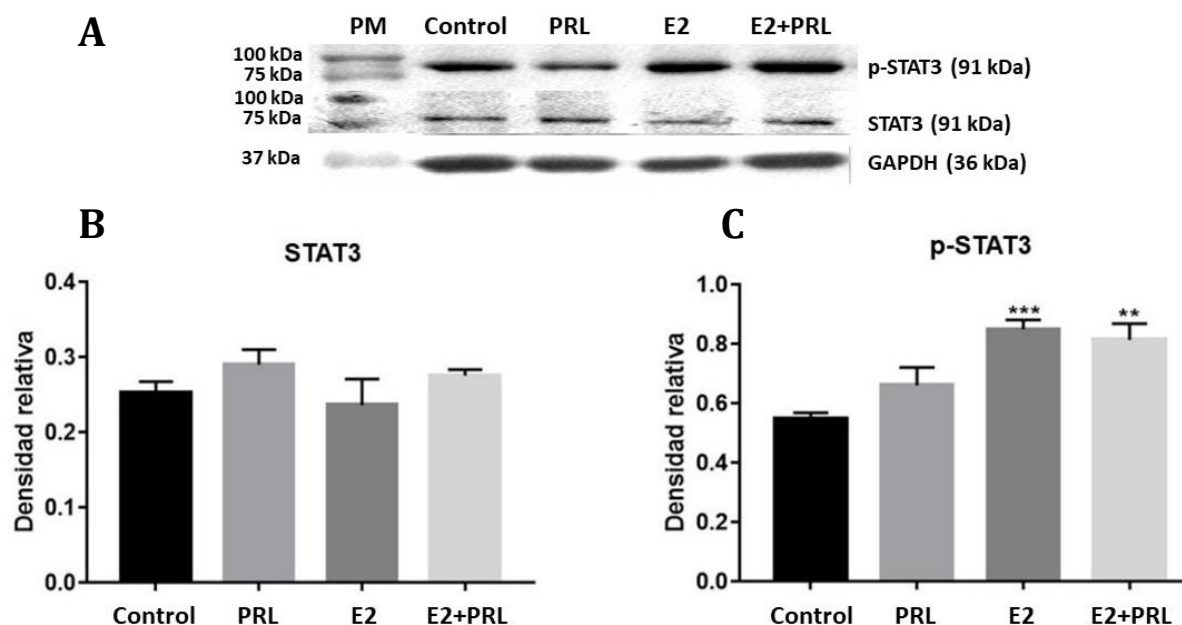 A
PM Control PRL E2 E2+PRL
100 kDa
75 kDa
p-STAT3 (91 kDa)
100 kDa
75 kDa
STAT3 (91 kDa)
37 kDa
GAPDH (36 kDa)
B
STAT3
Densidad relativa
0.4
0.3
0.2
0.1
0.0
Control PRL E2 E2+PRL
C
p-STAT3
Densidad relativa
1.0
0.8
0.6
0.4
0.2
0.0
*** **
Control PRL E2 E2+PRL